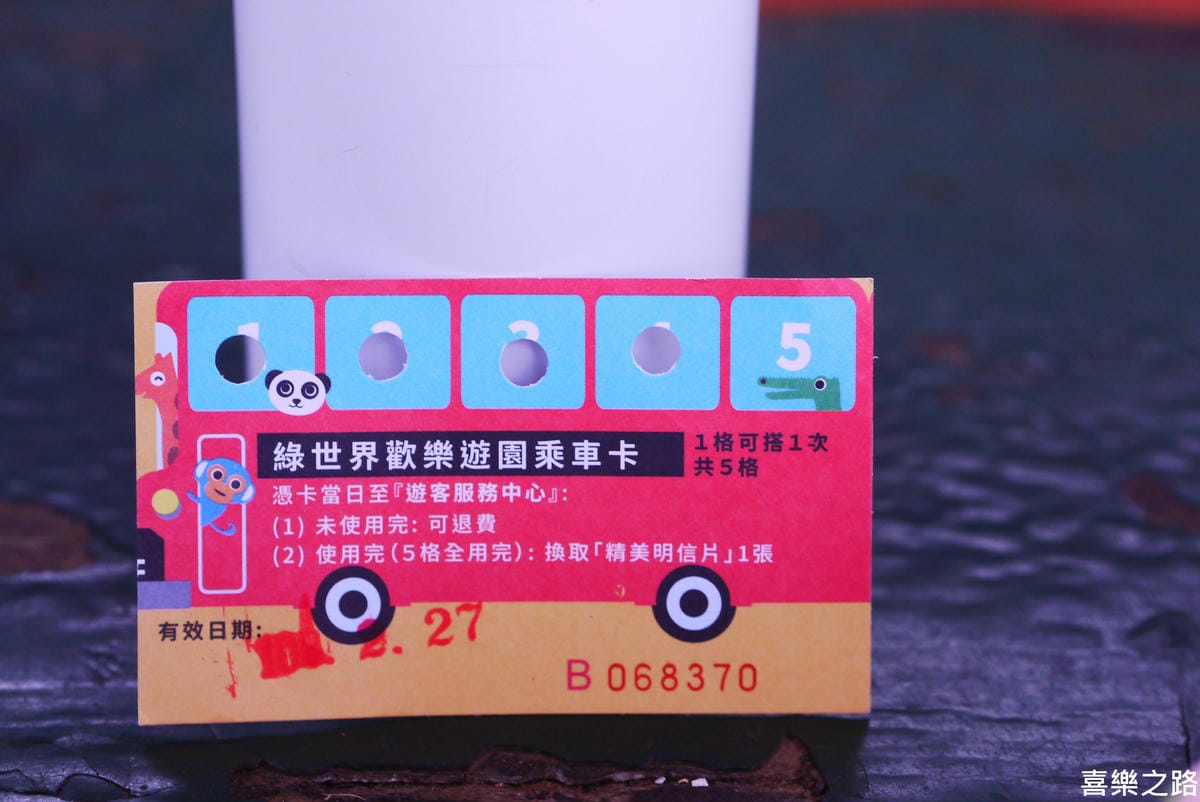 1 2 3 4 5
綠世界歡樂遊園乘車卡
1格可搭1次
共5格
憑卡當日至『遊客服務中心』:
(1) 未使用完: 可退費
(2) 使用完(5格全用完): 換取「精美明信片」1張
有效日期:
2. 27
B 068370
喜樂之路